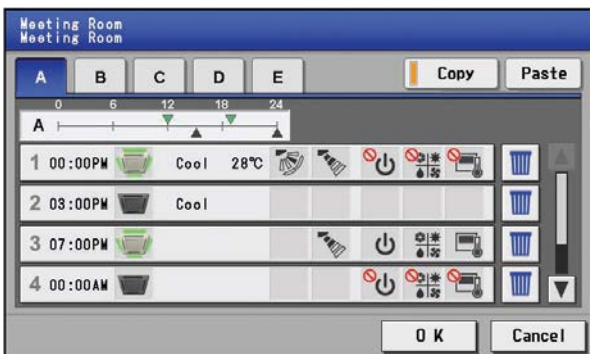 Meeting Room
Meeting Room
A B C D E Copy Paste
0 6 12 18 24
A
1 00:00PM Cool 28℃
2 03:00PM Cool
3 07:00PM
4 00:00AM
O K Cancel